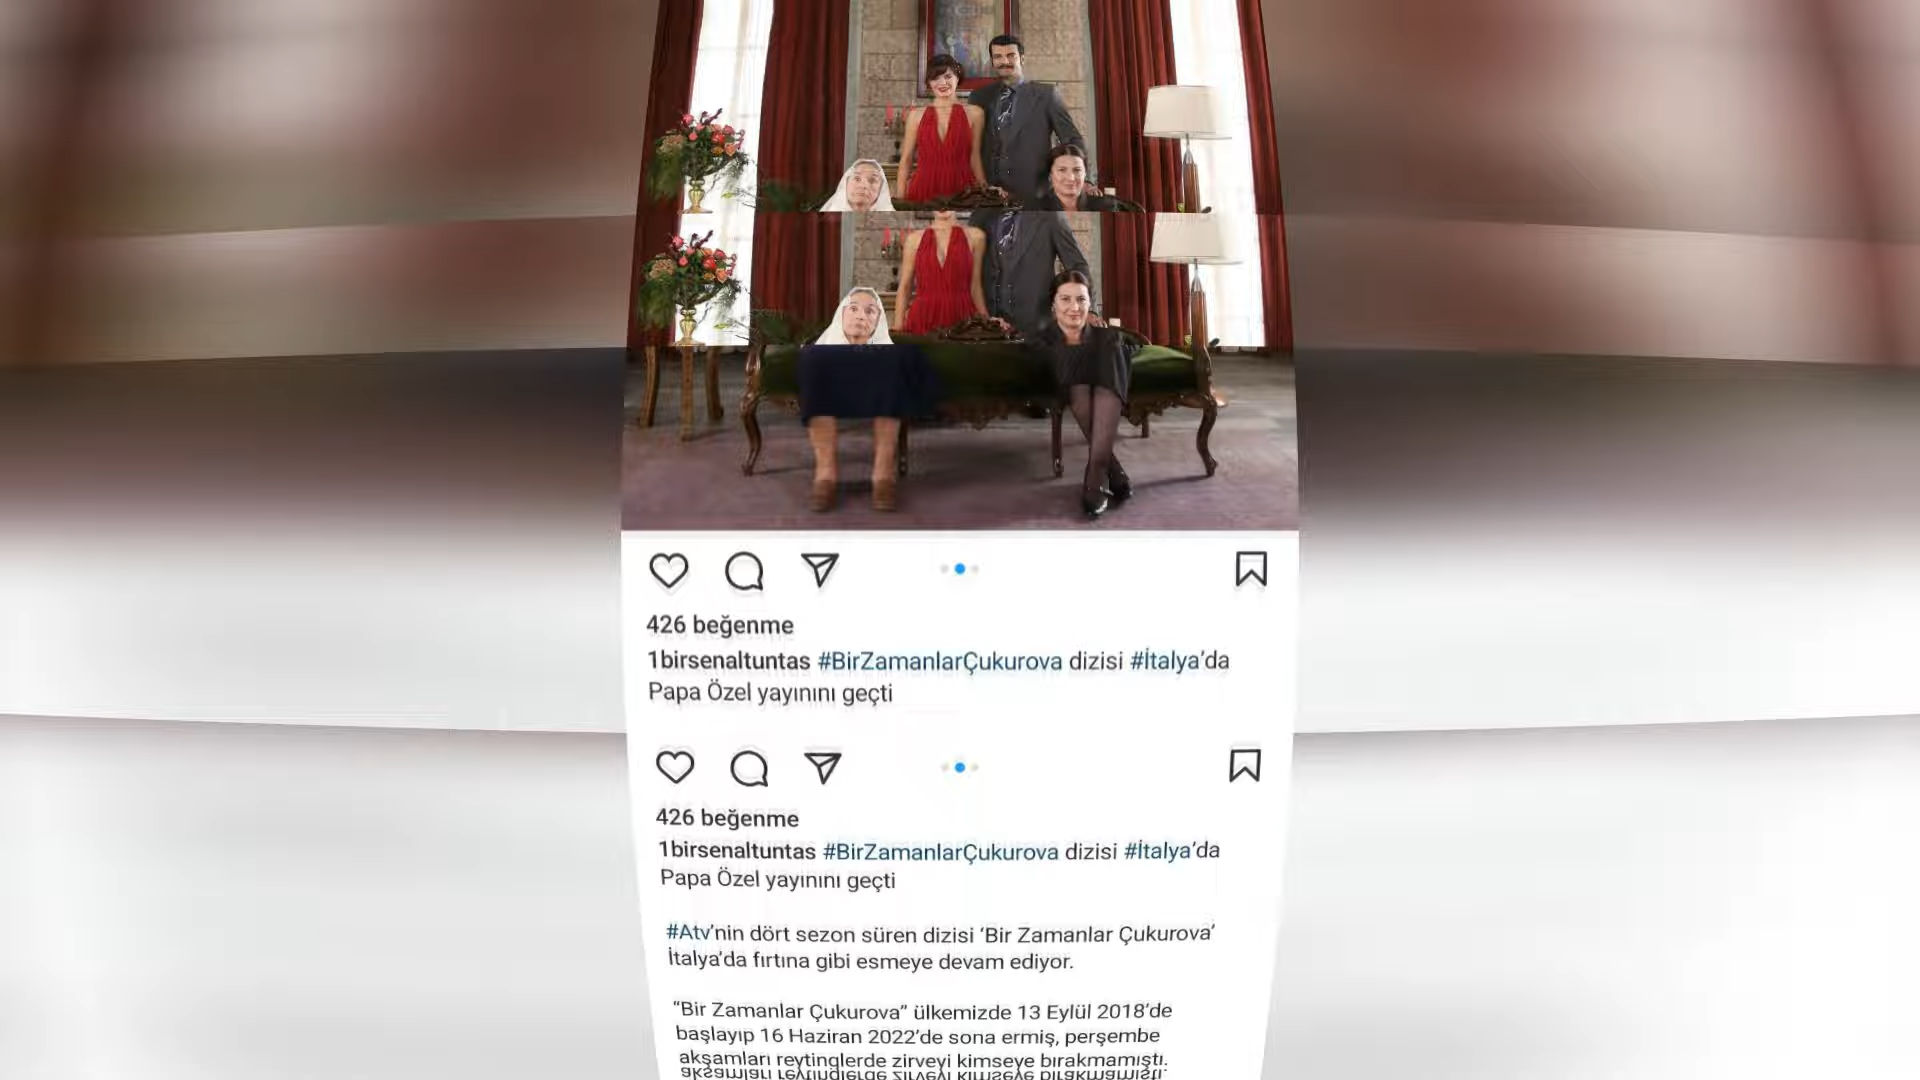 426 beğenme
1birsenaltuntas #BirZamanlarÇukurova dizisi #İtalya'da
Papa Özel yayınını geçti
426 beğenme
1birsenaltuntas #BirZamanlarÇukurova dizisi #İtalya'da
Papa Özel yayınını geçti
#Atv'nin dört sezon süren dizisi 'Bir Zamanlar Çukurova'
İtalya'da fırtına gibi esmeye devam ediyor.
"Bir Zamanlar Çukurova" ülkemizde 13 Eylül 2018'de
başlayıp 16 Haziran 2022'de sona ermiş, perşembe
akşamları reytinglerde zirveyi kimseye bırakmamıştı.